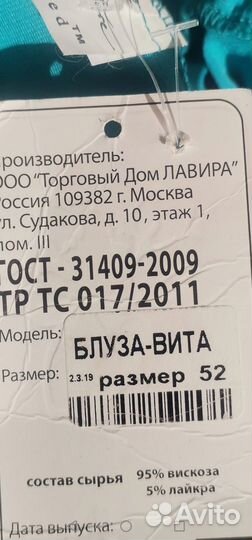 роизводитель:
ООО "Торговый Дом ЛАВИРА"
Россия 109382 г. Москва
ул. Судакова, д. 10, этаж 1,
пом. III
ГОСТ - 31409-2009
ТР ТС 017/2011
Модель:
БЛУЗА-ВИТА
Размер:
2.3.19 размер 52
состав сырья 95% вискоза
5% лайкра
Дата выпуска:
Avito